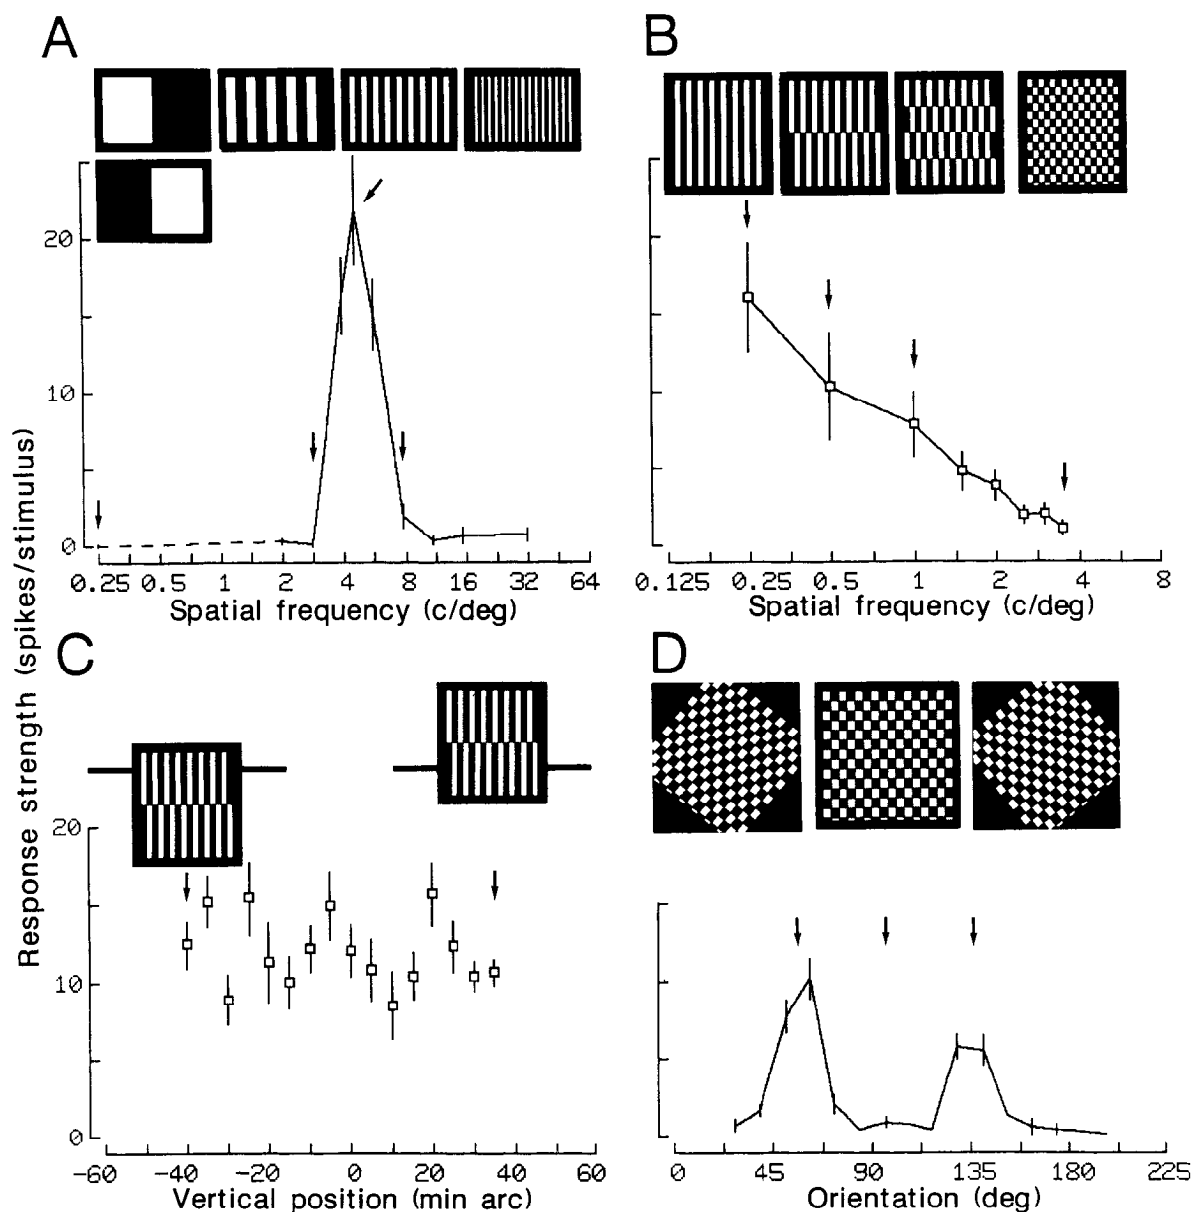 A
B
20
10
0
0.25 0.5 1 2 4 8 16 32 64
Spatial frequency (c/deg)
0.125 0.25 0.5 1 2 4 8
Spatial frequency (c/deg)
Response strength (spikes/stimulus)
C
D
20
10
0
-60 -40 -20 0 20 40 60
Vertical position (min arc)
0 45 90 135 180 225
Orientation (deg)